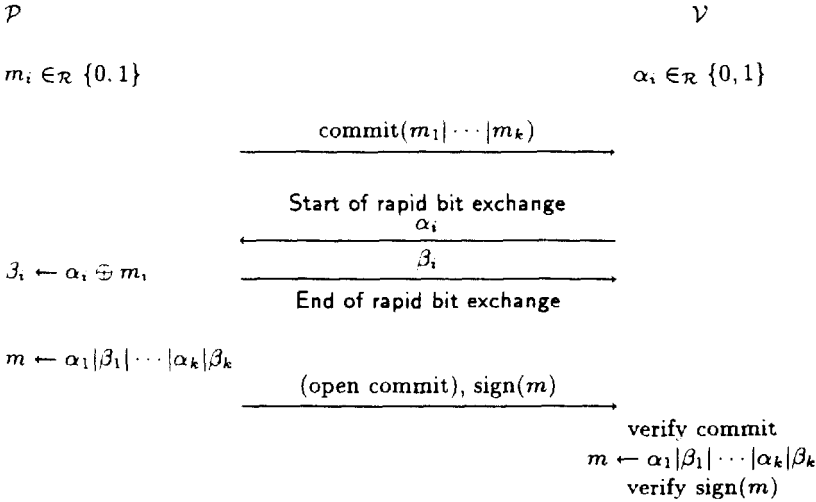 𝒫 𝒱
m_i ∈_R {0.1} α_i ∈_R {0,1}
commit(m_1|···|m_k)
Start of rapid bit exchange
α_i
β_i ← α_i ⊕ m_i β_i
End of rapid bit exchange
m ← α_1|β_1|···|α_k|β_k
(open commit), sign(m)
verify commit
m ← α_1|β_1|···|α_k|β_k
verify sign(m)